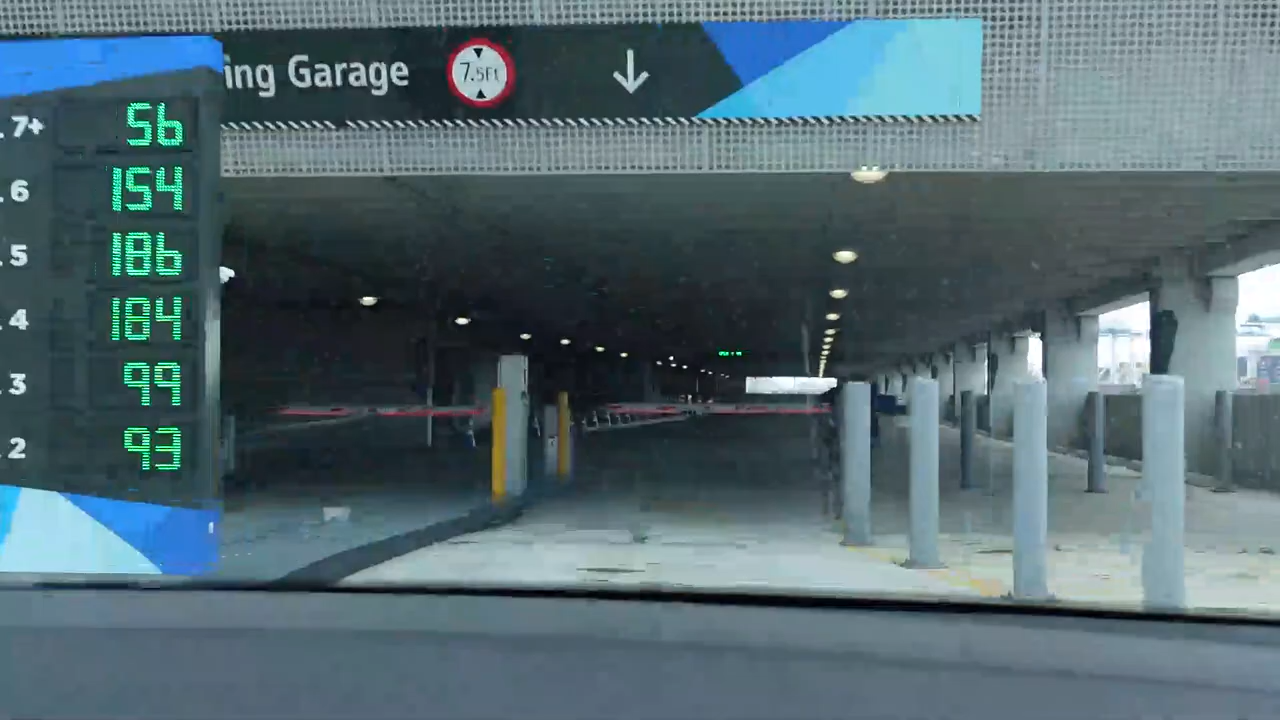 ing Garage
7.5Ft
↓
. 7+ 56
. 6 154
. 5 186
. 4 184
. 3 99
. 2 93